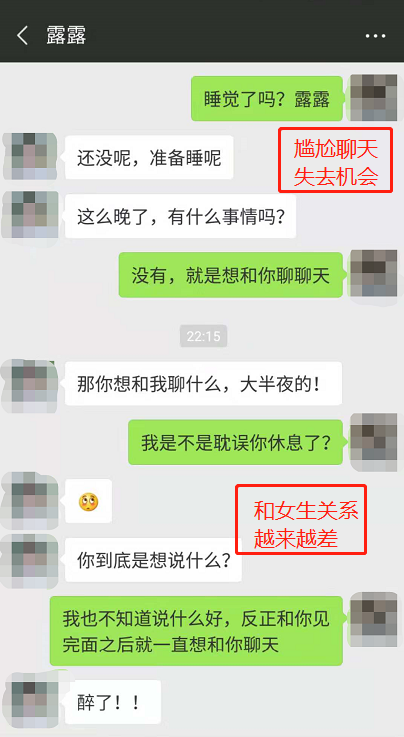 露露
睡觉了吗？露露
还没呢，准备睡呢
尴尬聊天
失去机会
这么晚了，有什么事情吗？
没有，就是想和你聊聊天
22:15
那你想和我聊什么，大半夜的！
我是不是耽误你休息了？
和女生关系
越来越差
你到底是想说什么？
我也不知道说什么好，反正和你见
完面之后就一直想和你聊天
醉了！！